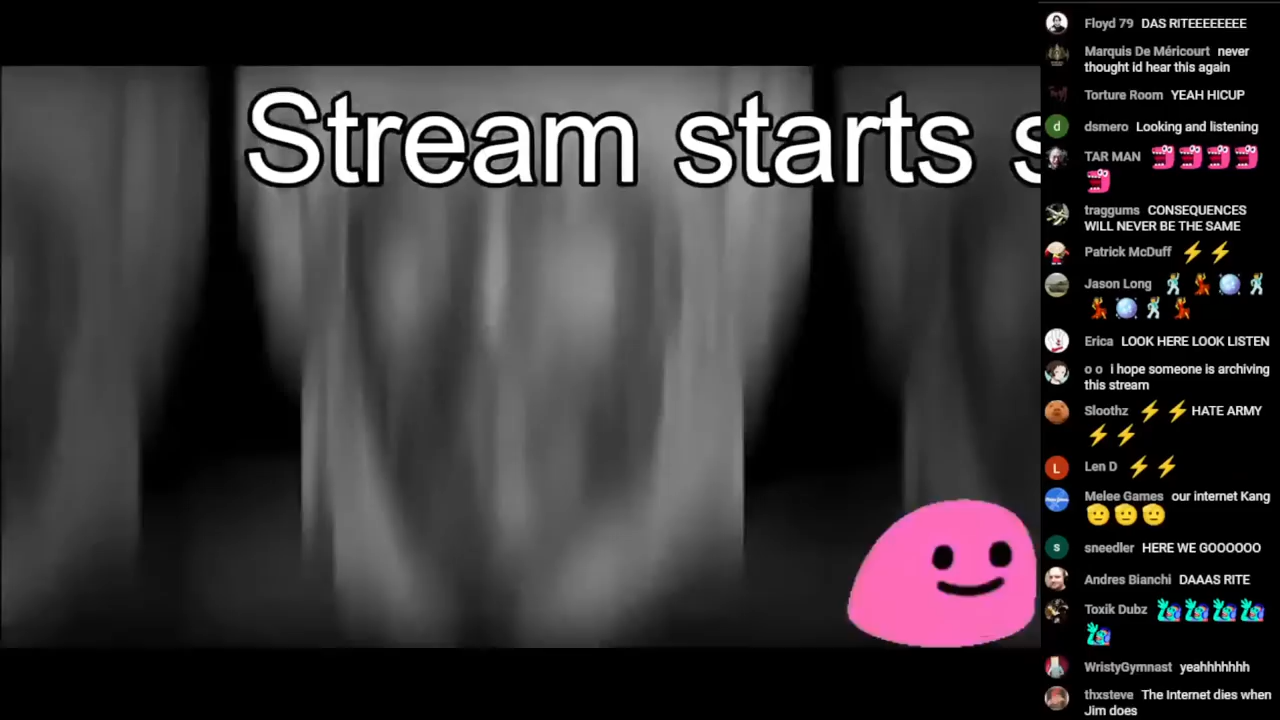 Stream starts s
Floyd 79 DAS RITEEEEEEEE
Marquis De Méricourt never
thought id hear this again
Torture Room YEAH HICUP
d dsmero Looking and listening
TAR MAN
traggums CONSEQUENCES
WILL NEVER BE THE SAME
Patrick McDuff ⚡⚡
Jason Long 🕺💃🪩🕺
💃🪩🕺💃
Erica LOOK HERE LOOK LISTEN
o o i hope someone is archiving
this stream
Sloothz ⚡⚡ HATE ARMY
⚡⚡
L Len D ⚡⚡
Melee Games our internet Kang
🫡🫡🫡
s sneedler HERE WE GOOOOOO
Andres Bianchi DAAAS RITE
Toxik Dubz
WristyGymnast yeahhhhhhh
thxsteve The Internet dies when
Jim does